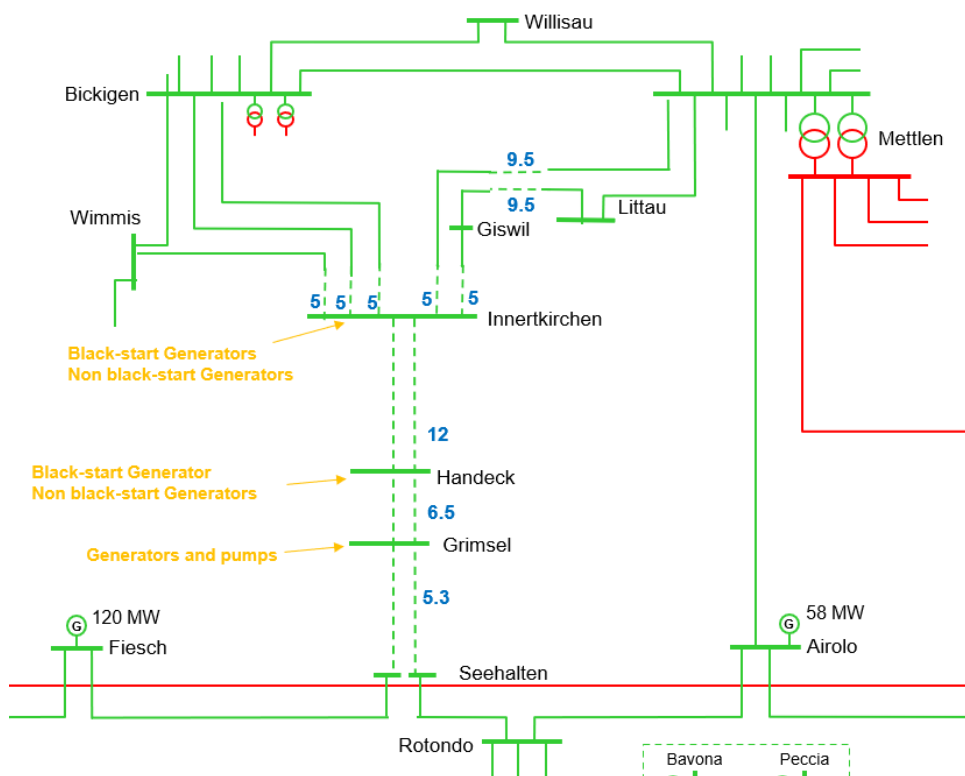 Willisau
Bickigen
Mettlen
9.5
9.5
Littau
Wimmis
Giswil
5
5
5
5
5
Innertkirchen
Black-start Generators
Non black-start Generators
12
Black-start Generator
Non black-start Generators
Handeck
6.5
Generators and pumps
Grimsel
5.3
G
120 MW
G
58 MW
Fiesch
Airolo
Seehalten
Rotondo
Bavona
Peccia